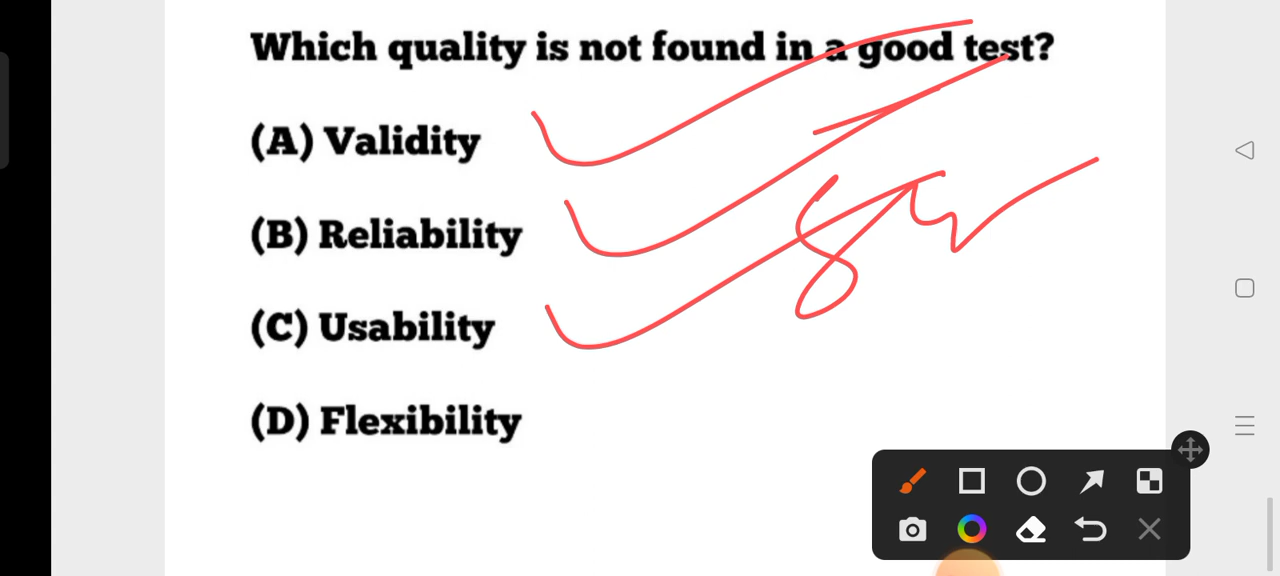 Which quality is not found in a good test?
(A) Validity
(B) Reliability
(C) Usability
(D) Flexibility